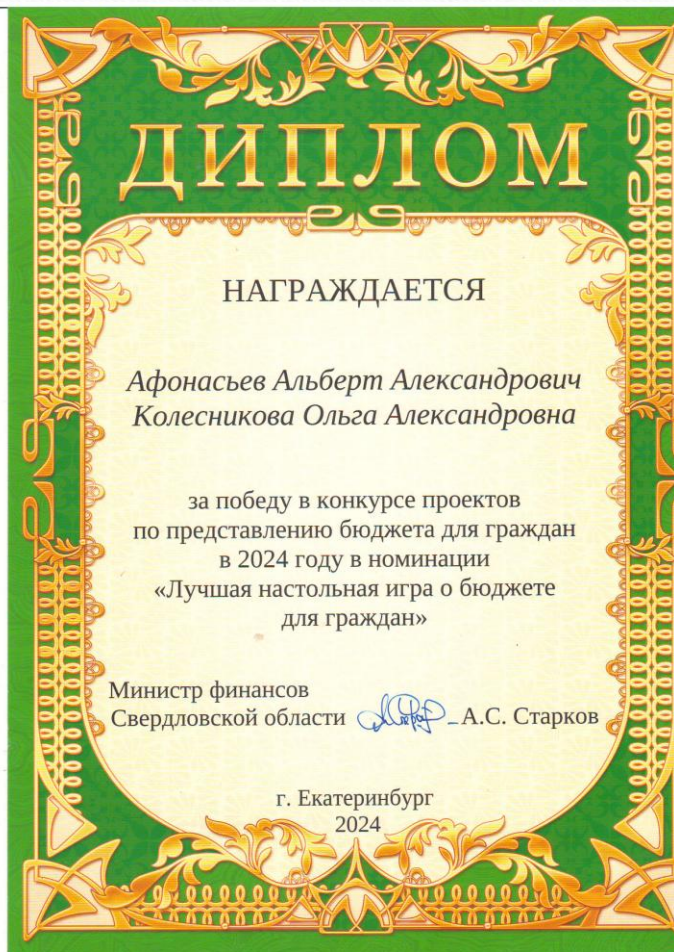 ДИПЛОМ
НАГРАЖДАЕТСЯ
Афонасьев Альберт Александрович
Колесникова Ольга Александровна
за победу в конкурсе проектов
по представлению бюджета для граждан
в 2024 году в номинации
«Лучшая настольная игра о бюджете
для граждан»
Министр финансов
Свердловской области А.С. Старков
г. Екатеринбург
2024